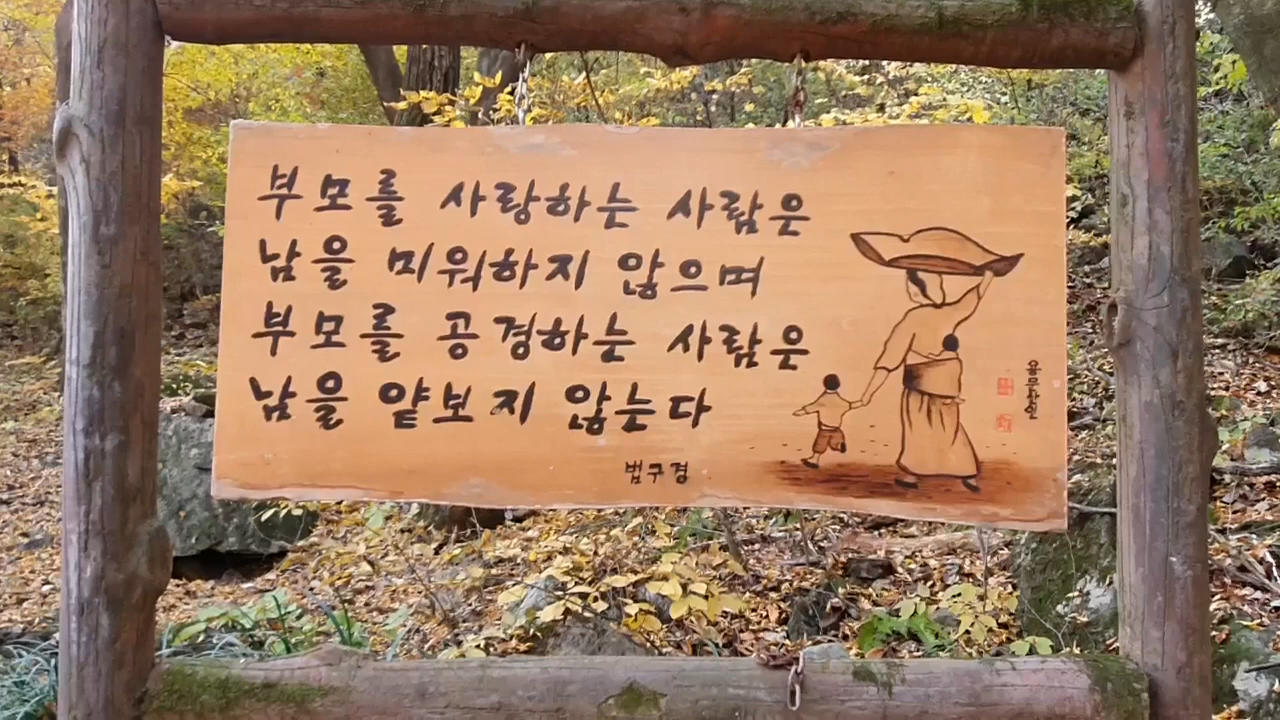 부모를 사랑하는 사람은
남을 미워하지 않으며
부모를 공경하는 사람은
남을 얕보지 않는다
법구경